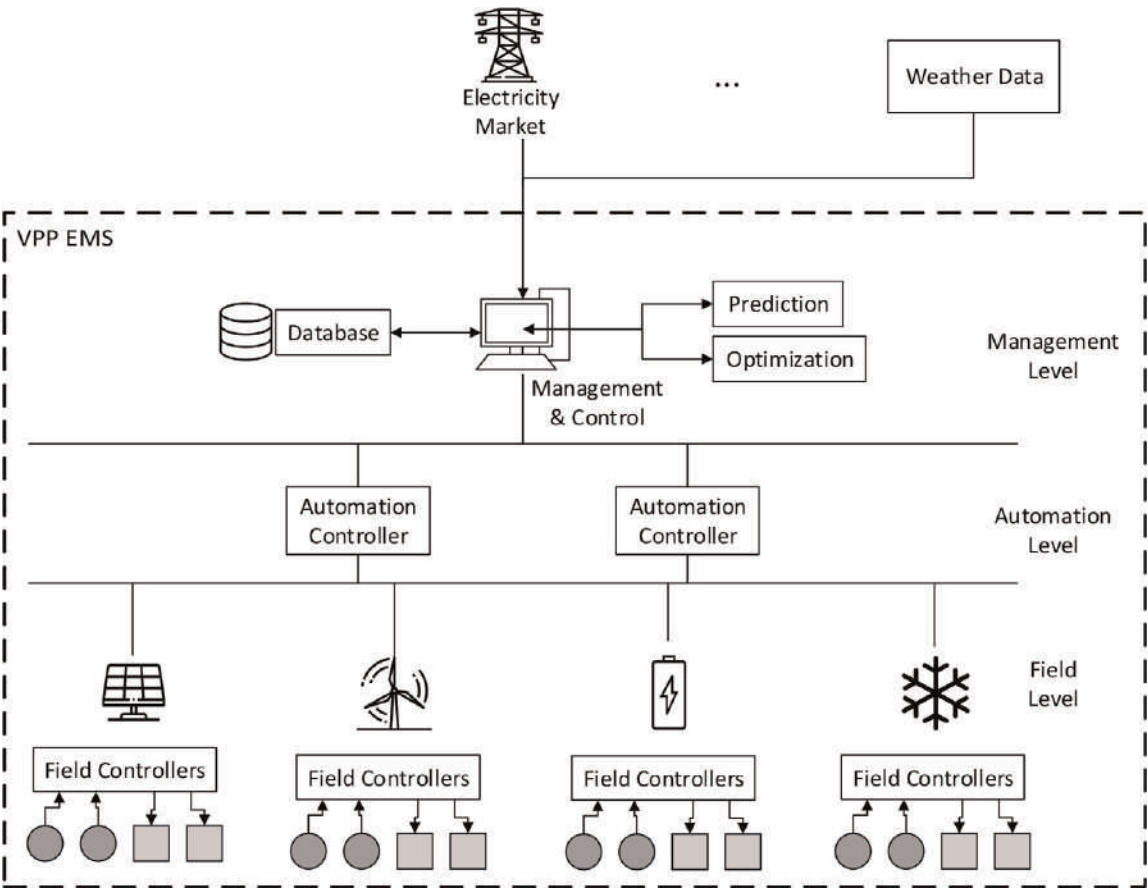 Electricity
Market
...
Weather Data
VPP EMS
Database
Prediction
Optimization
Management
Level
Management
& Control
Automation
Controller
Automation
Controller
Automation
Level
Field
Level
Field Controllers
Field Controllers
Field Controllers
Field Controllers